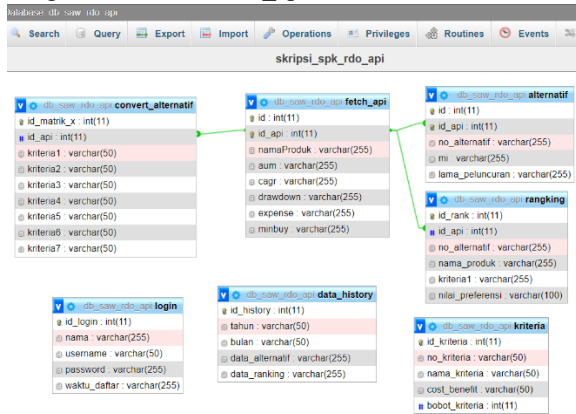 Database db_saw_rdo_api
Search Query Export Import Operations Privileges Routines Events
skripsi_spk_rdo_api
db_saw_rdo_api convert_alternatif
id_matrik_x : int(11)
id_api : int(11)
kriteria1 : varchar(50)
kriteria2 : varchar(50)
kriteria3 : varchar(50)
kriteria4 : varchar(50)
kriteria5 : varchar(50)
kriteria6 : varchar(50)
kriteria7 : varchar(50)
db_saw_rdo_api fetch_api
id : int(11)
id_api : int(11)
namaProduk : varchar(255)
aum : varchar(255)
cagr : varchar(255)
drawdown : varchar(255)
expense : varchar(255)
minbuy : varchar(255)
db_saw_rdo_api alternatif
id : int(11)
id_api : int(11)
no_alternatif : varchar(255)
mi : varchar(255)
lama_peluncuran : varchar(255)
db_saw_rdo_api rangking
id_rank : int(11)
id_api : int(11)
no_alternatif : varchar(255)
nama_produk : varchar(255)
kriteria1 : varchar(255)
nilai_preferensi : varchar(100)
db_saw_rdo_api login
id_login : int(11)
nama : varchar(255)
username : varchar(50)
password : varchar(255)
waktu_daftar : varchar(255)
db_saw_rdo_api data_history
id_history : int(11)
tahun : varchar(50)
bulan : varchar(50)
data_alternatif : varchar(255)
data_ranking : varchar(255)
db_saw_rdo_api kriteria
id_kriteria : int(11)
no_kriteria : varchar(50)
nama_kriteria : varchar(50)
cost_benefit : varchar(50)
bobot_kriteria : int(11)